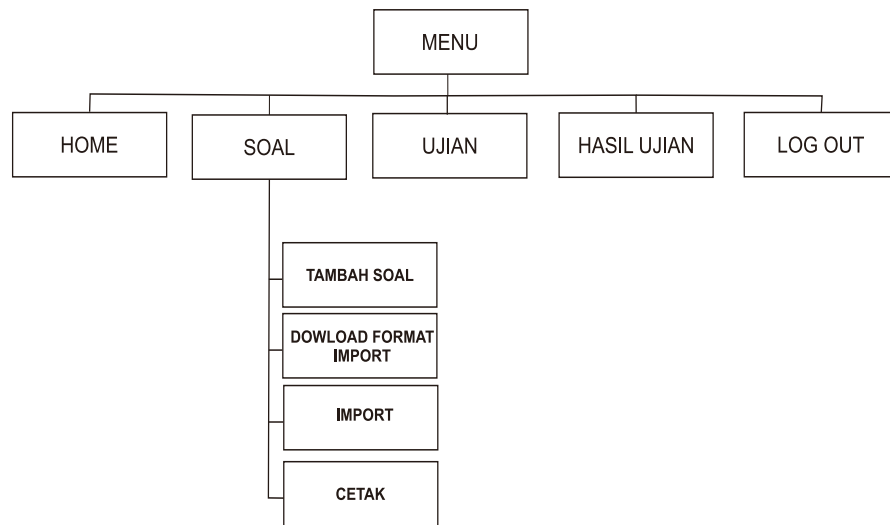 MENU
HOME
SOAL
UJIAN
HASIL UJIAN
LOG OUT
TAMBAH SOAL
DOWLOAD FORMAT
IMPORT
IMPORT
CETAK